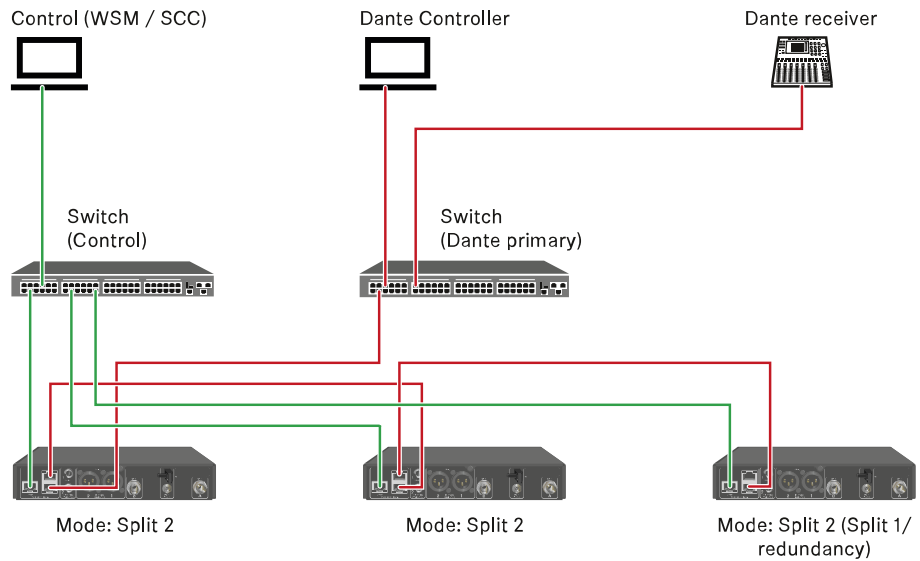 Control (WSM / SCC)
Dante Controller
Dante receiver
Switch
(Control)
Switch
(Dante primary)
Mode: Split 2
Mode: Split 2
Mode: Split 2 (Split 1/
redundancy)